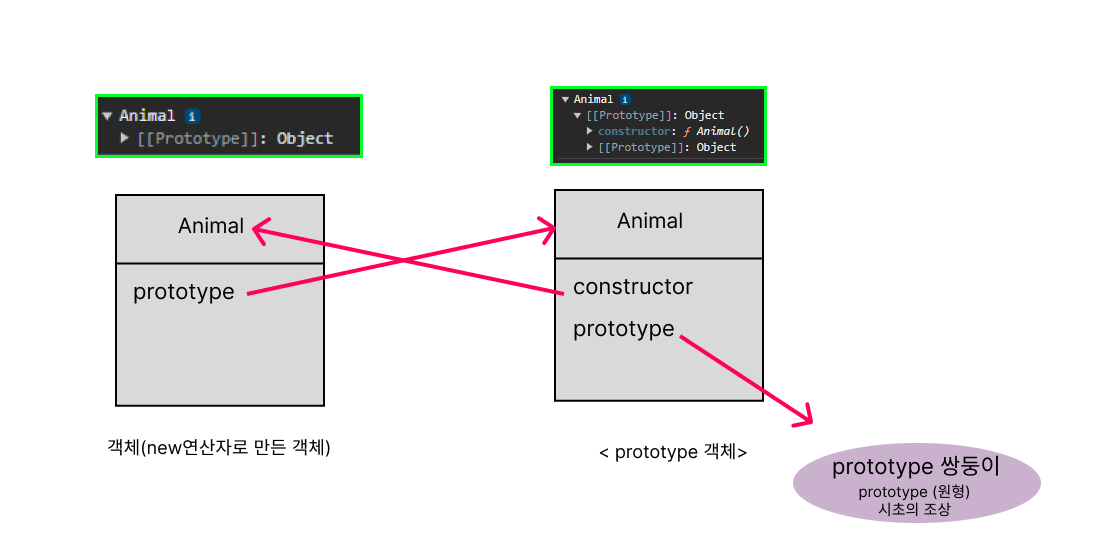 Animal i
[[Prototype]]: Object
Animal i
[[Prototype]]: Object
constructor: ƒ Animal()
[[Prototype]]: Object
Animal
prototype
객체(new연산자로 만든 객체)
Animal
constructor
prototype
< prototype 객체>
prototype 쌍둥이
prototype (원형)
시초의 조상